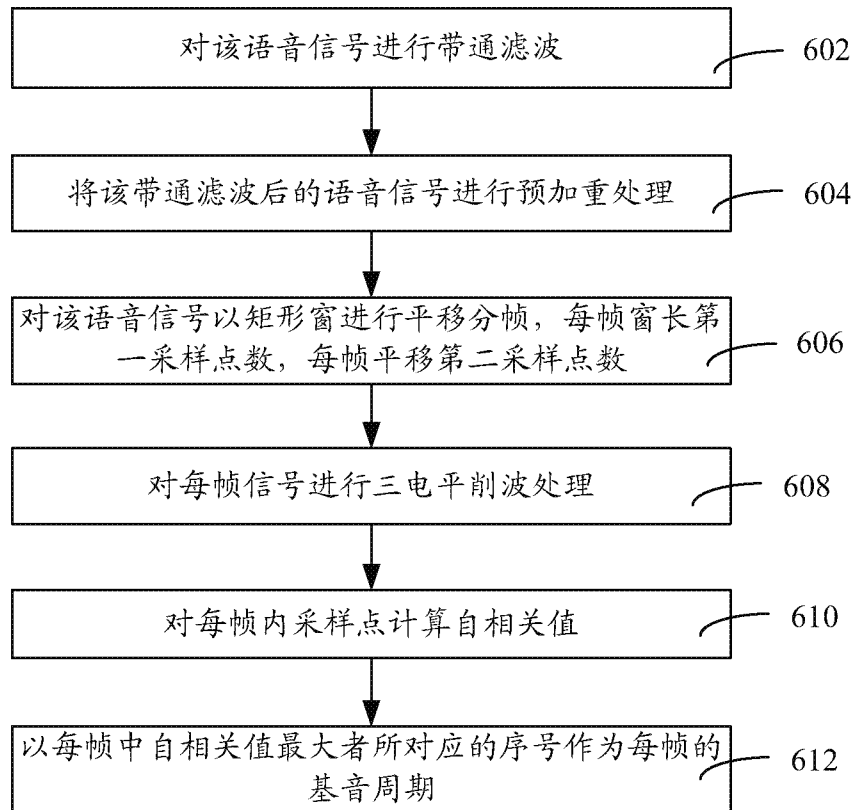 对该语音信号进行带通滤波
602
将该带通滤波后的语音信号进行预加重处理
604
对该语音信号以矩形窗进行平移分帧，每帧窗长第
一采样点数，每帧平移第二采样点数
606
对每帧信号进行三电平削波处理
608
对每帧内采样点计算自相关值
610
以每帧中自相关值最大者所对应的序号作为每帧的
基音周期
612